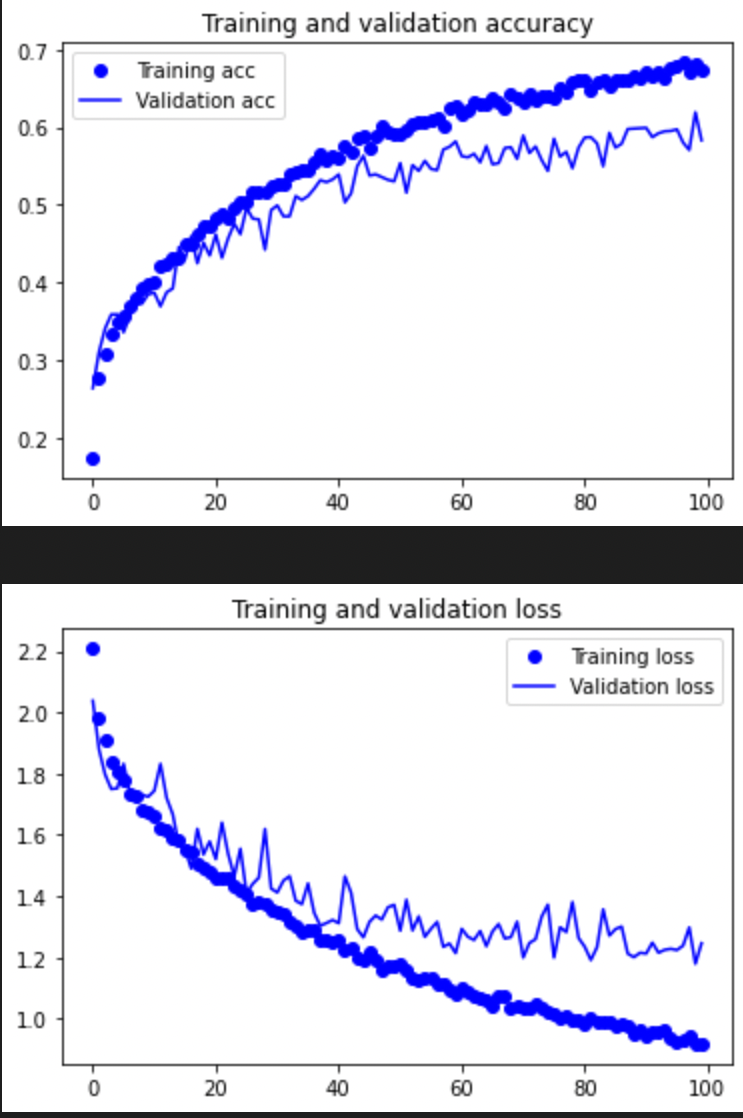 Training and validation accuracy
0.7
Training acc
Validation acc
0.6
0.5
0.4
0.3
0.2
0 20 40 60 80 100
Training and validation loss
2.2
Training loss
Validation loss
2.0
1.8
1.6
1.4
1.2
1.0
0 20 40 60 80 100